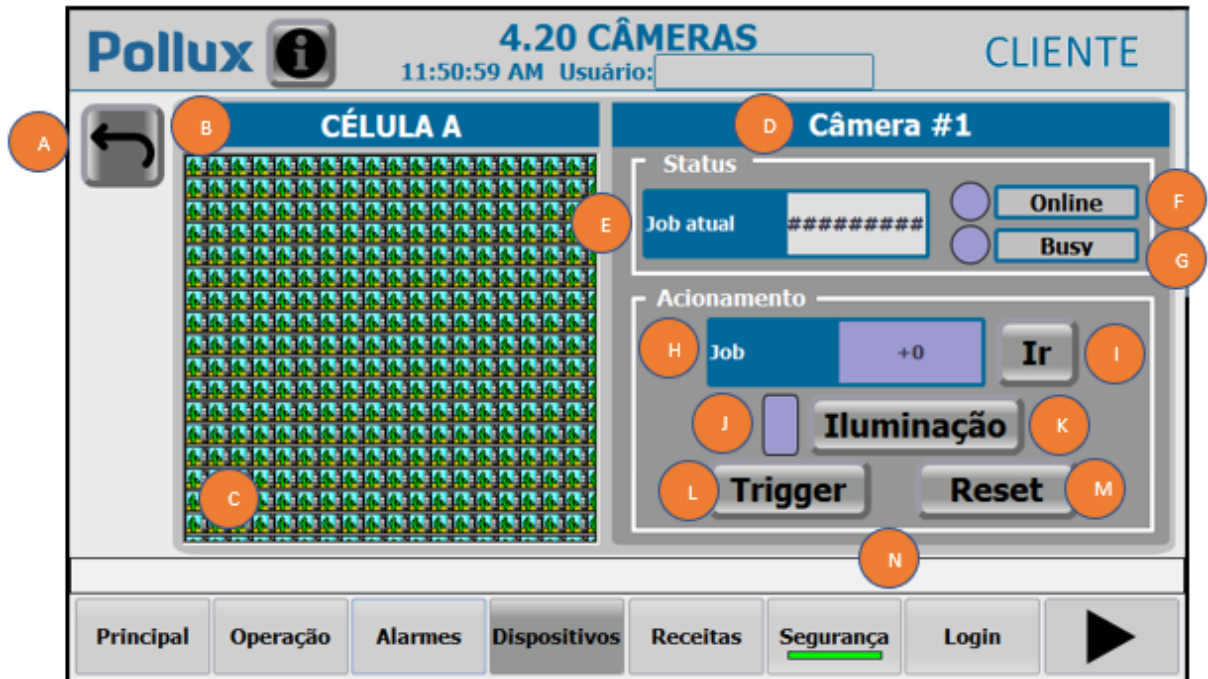 Pollux
4.20 CÂMERAS
11:50:59 AM Usuário:
CLIENTE
A
B
CÉLULA A
D
Câmera #1
Status
E
Job atual
#########
Online
F
Busy
G
Acionamento
H
Job
+0
Ir
I
J
Iluminação
K
C
L
Trigger
Reset
M
N
Principal
Operação
Alarmes
Dispositivos
Receitas
Segurança
Login